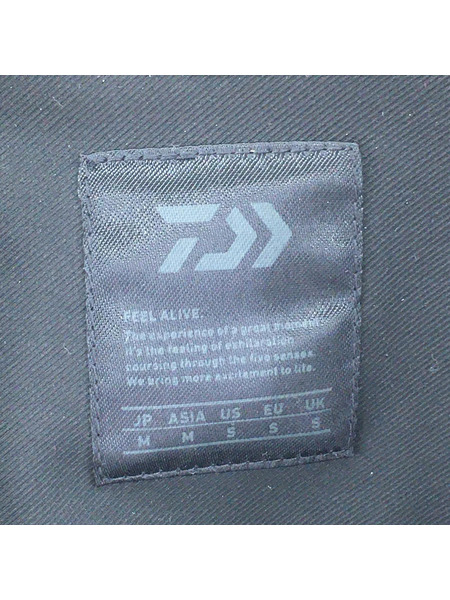 FEEL ALIVE.
The experience of a great moment,
it's the feeling of exhilaration
coursing through the five senses.
We bring more excitement to life.
JP ASIA US EU UK
M M S S S